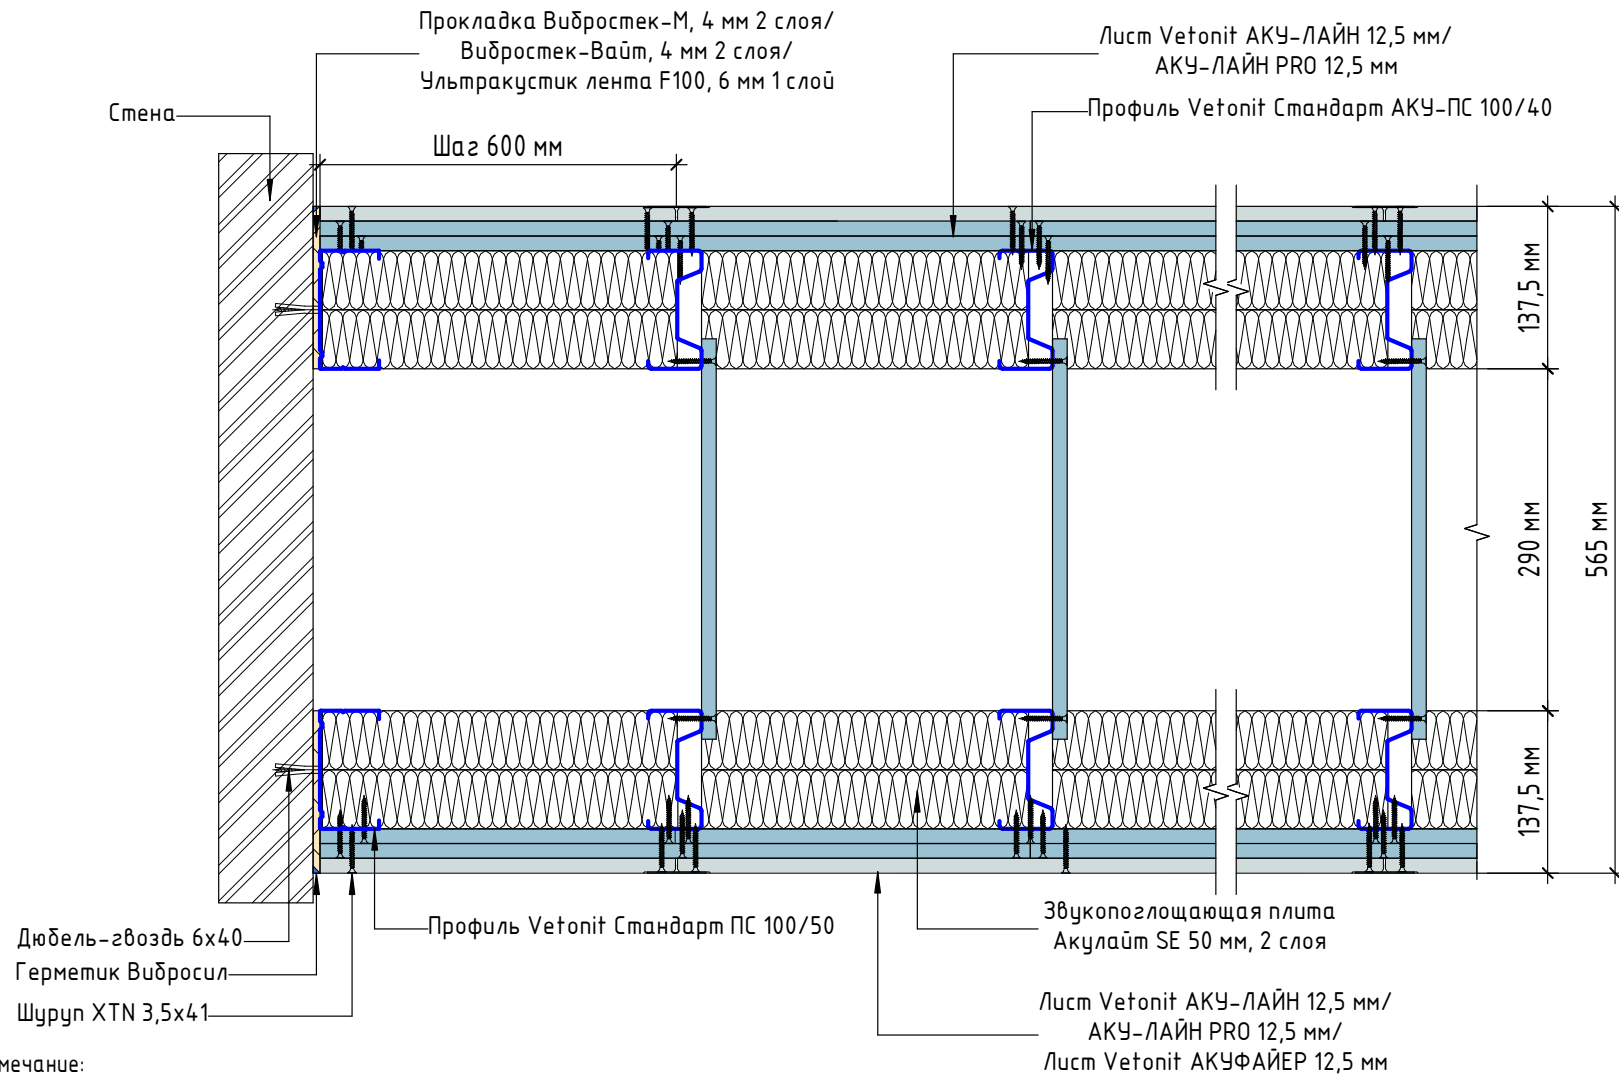 Прокладка Вибростек-М, 4 мм 2 слоя/
Вибростек-Вайт, 4 мм 2 слоя/
Ультракустик лента F100, 6 мм 1 слой
Лист Vetonit АКУ-ЛАЙН 12,5 мм/
АКУ-ЛАЙН PRO 12,5 мм
Профиль Vetonit Стандарт АКУ-ПС 100/40
Стена
Шаг 600 мм
137,5 мм
290 мм
565 мм
137,5 мм
Дюбель-гвоздь 6х40
Герметик Вибросил
Шуруп XTN 3,5х41
Профиль Vetonit Стандарт ПС 100/50
Звукопоглощающая плита
Акулайт SE 50 мм, 2 слоя
Лист Vetonit АКУ-ЛАЙН 12,5 мм/
АКУ-ЛАЙН PRO 12,5 мм/
Лист Vetonit АКУФАЙЕР 12,5 мм
мечание: